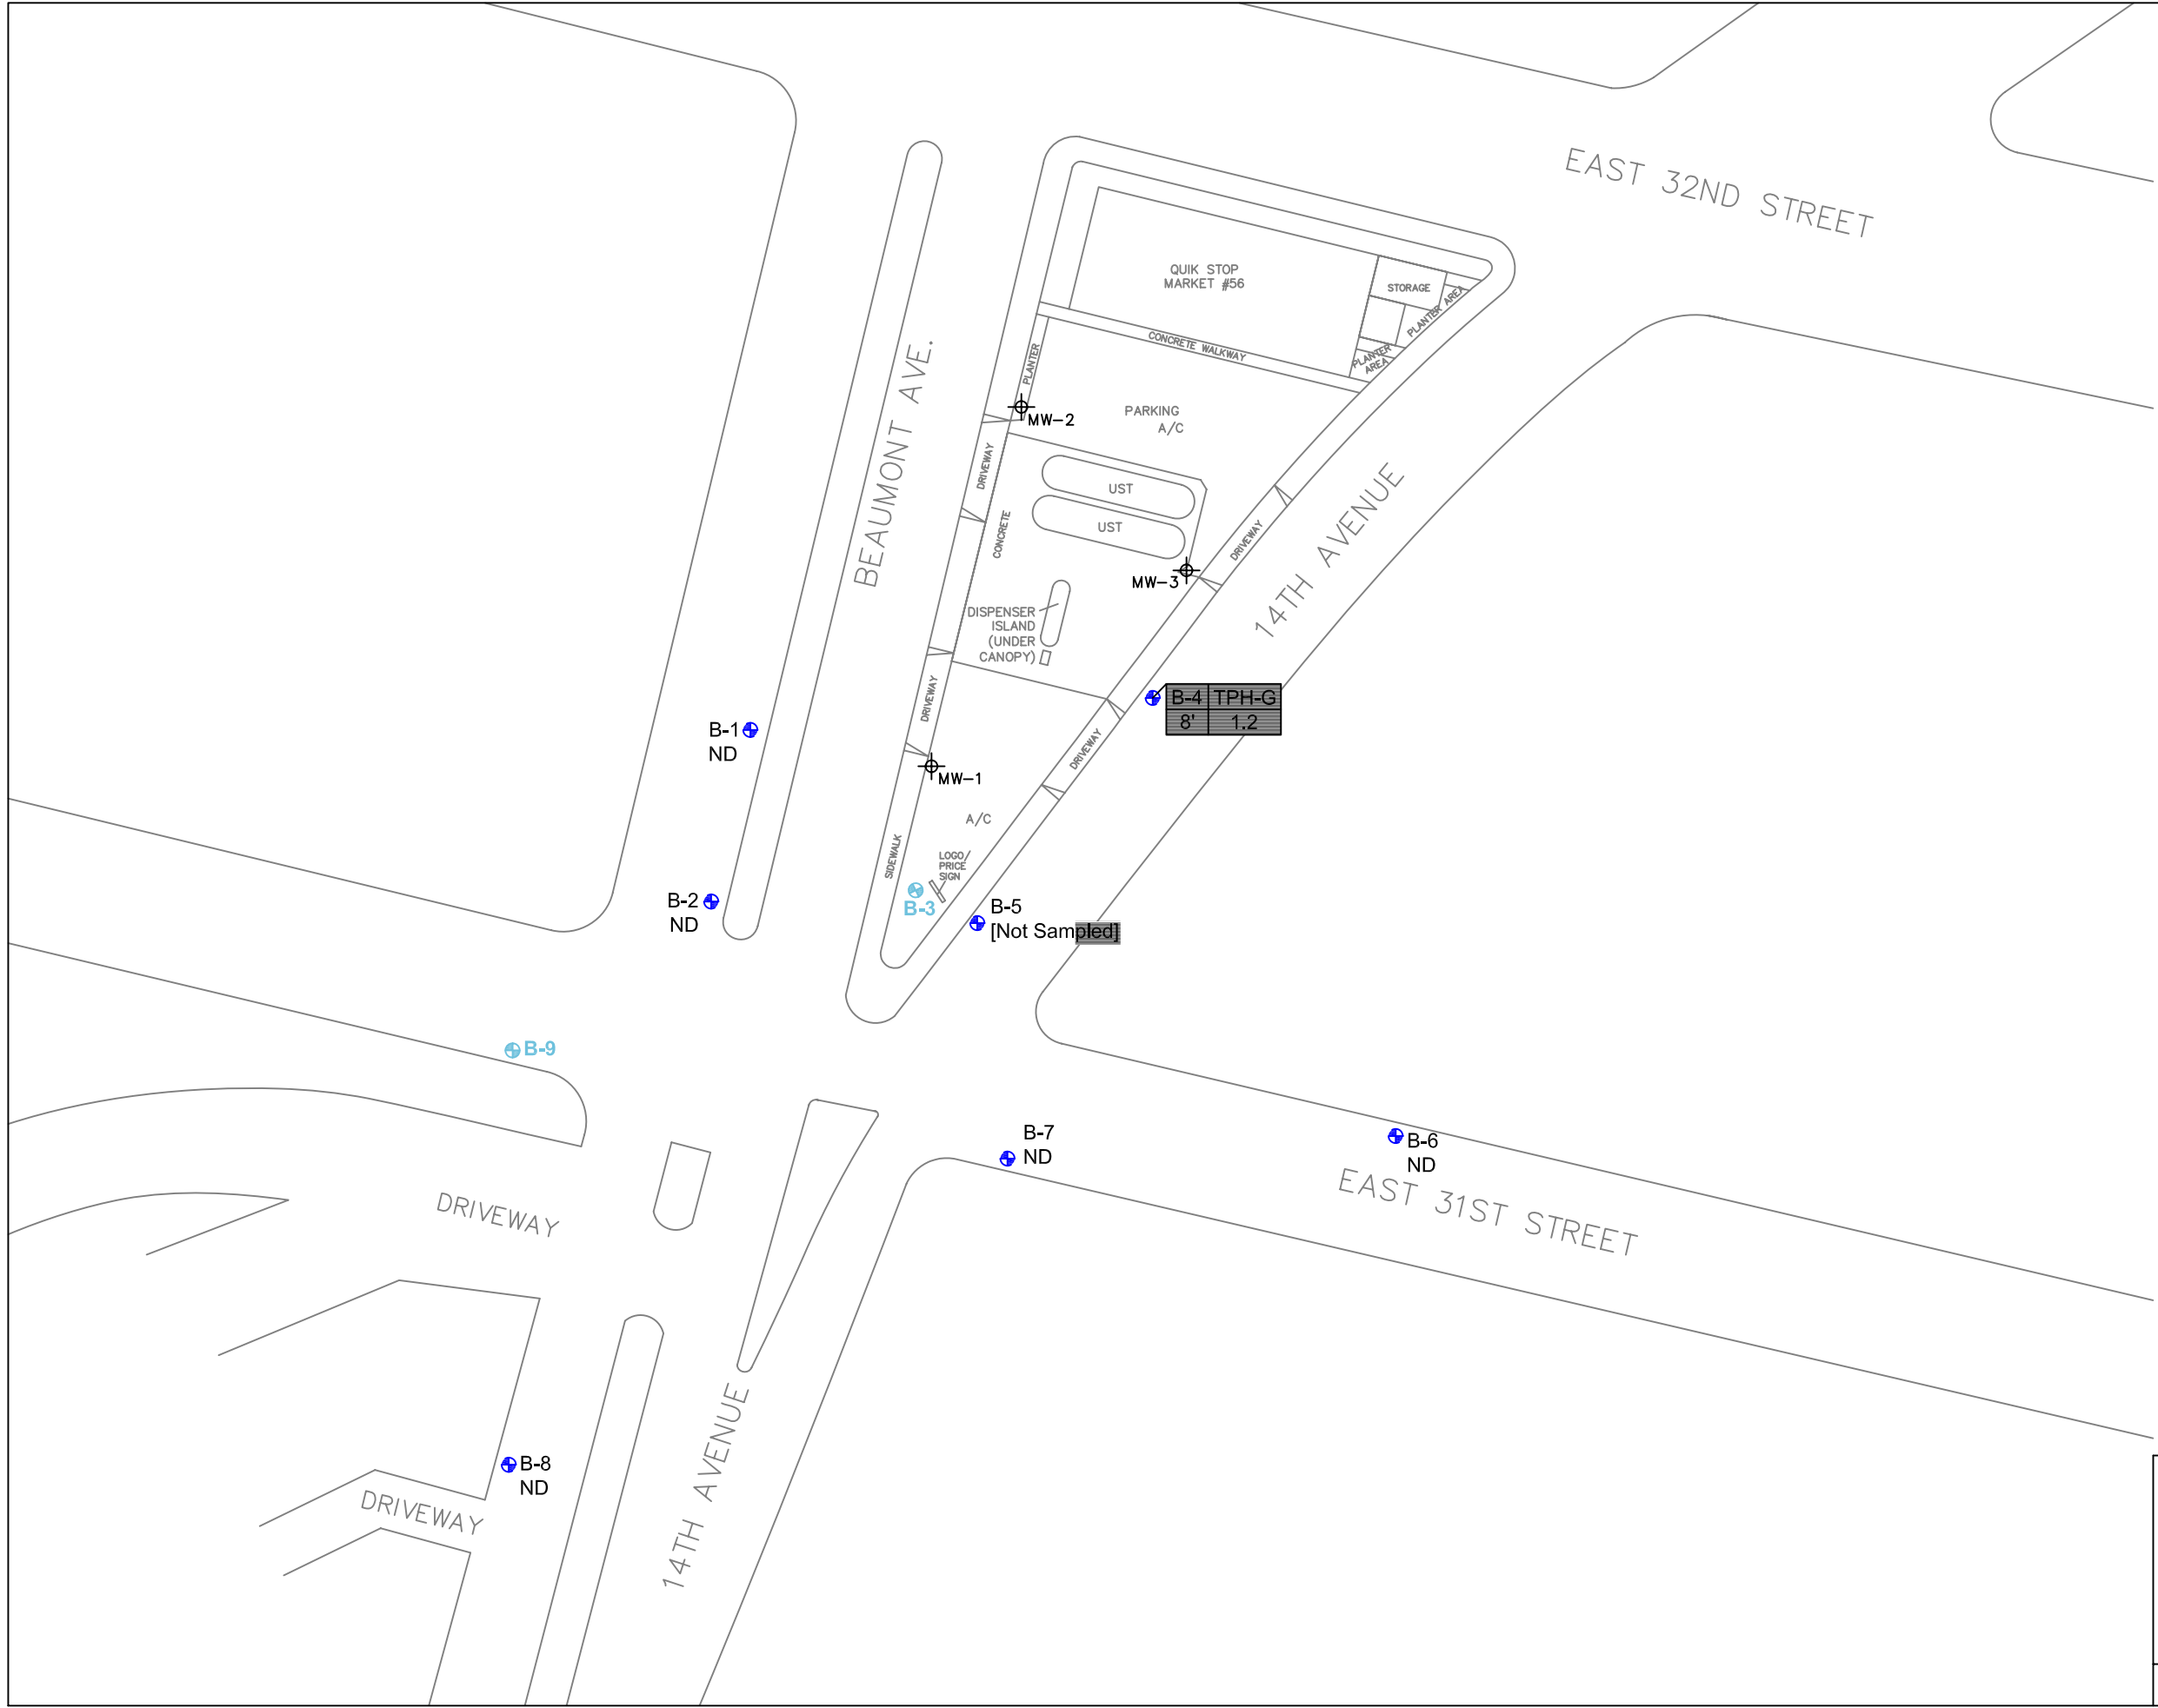 EAST 32ND STREET
QUIK STOP
MARKET #56
STORAGE
PLANTER AREA
CONCRETE WALKWAY
PLANTER
AREA
PLANTER
BEAUMONT AVE.
PARKING
A/C
MW-2
DRIVEWAY
UST
UST
CONCRETE
DRIVEWAY
14TH AVENUE
MW-3
DISPENSER
ISLAND
(UNDER
CANOPY)
DRIVEWAY
B-4 TPH-G
8' 1.2
B-1
ND
DRIVEWAY
MW-1
A/C
SIDEWALK
LOGO/
PRICE
SIGN
B-2
ND
B-3
B-5
[Not Sampled]
B-9
B-7
ND
B-6
ND
EAST 31ST STREET
DRIVEWAY
14TH AVENUE
B-8
ND
DRIVEWAY